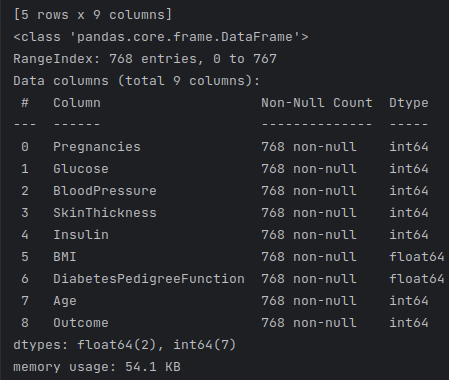 [5 rows x 9 columns]
<class 'pandas.core.frame.DataFrame'>
RangeIndex: 768 entries, 0 to 767
Data columns (total 9 columns):
 #   Column                    Non-Null Count  Dtype
---  ------                    --------------  -----
 0   Pregnancies               768 non-null    int64
 1   Glucose                   768 non-null    int64
 2   BloodPressure             768 non-null    int64
 3   SkinThickness             768 non-null    int64
 4   Insulin                   768 non-null    int64
 5   BMI                       768 non-null    float64
 6   DiabetesPedigreeFunction  768 non-null    float64
 7   Age                       768 non-null    int64
 8   Outcome                   768 non-null    int64
dtypes: float64(2), int64(7)
memory usage: 54.1 KB